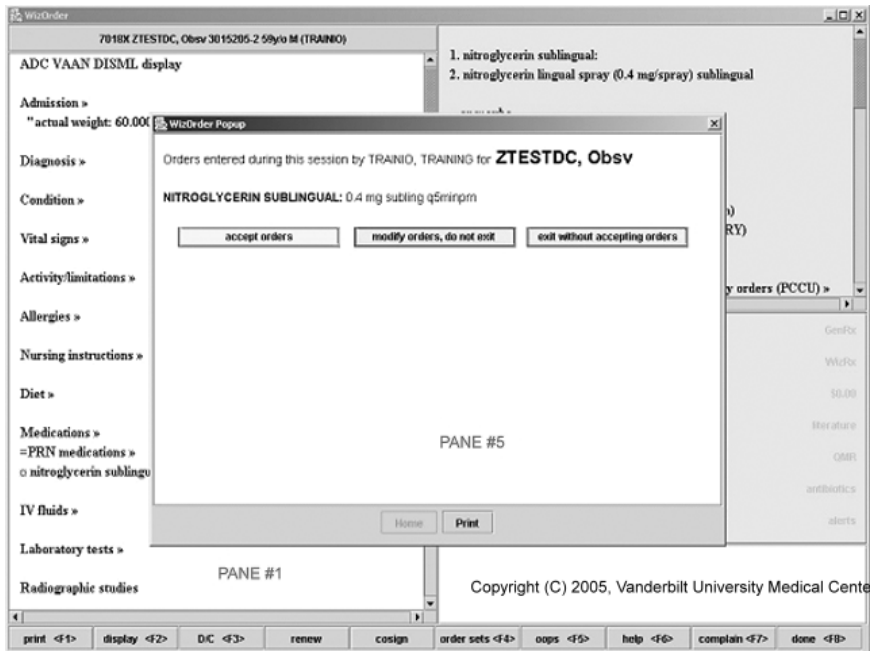 WizOrder
7018X ZTESTDC, Obsv 3015205-2 59y/o M (TRAINIO)
ADC VAAN DISML display
Admission »
"actual weight: 60.000
Diagnosis »
Condition »
Vital signs »
Activity/limitations »
Allergies »
Nursing instructions »
Diet »
Medications »
=PRN medications »
o nitroglycerin sublingu
IV fluids »
Laboratory tests »
Radiographic studies
PANE #1
1. nitroglycerin sublingual:
2. nitroglycerin lingual spray (0.4 mg/spray) sublingual
RY)
y orders (PCCU) »
WizOrder Popup
Orders entered during this session by TRAINIO, TRAINING for ZTESTDC, Obsv
NITROGLYCERIN SUBLINGUAL: 0.4 mg subling q5minprn
accept orders modify orders, do not exit exit without accepting orders
PANE #5
Home Print
GenRx
WizRx
$0.00
literature
QMR
antibiotics
alerts
Copyright (C) 2005, Vanderbilt University Medical Cente
print <F1> display <F2> D/C <F3> renew cosign order sets <F4> oops <F5> help <F6> complain <F7> done <F8>